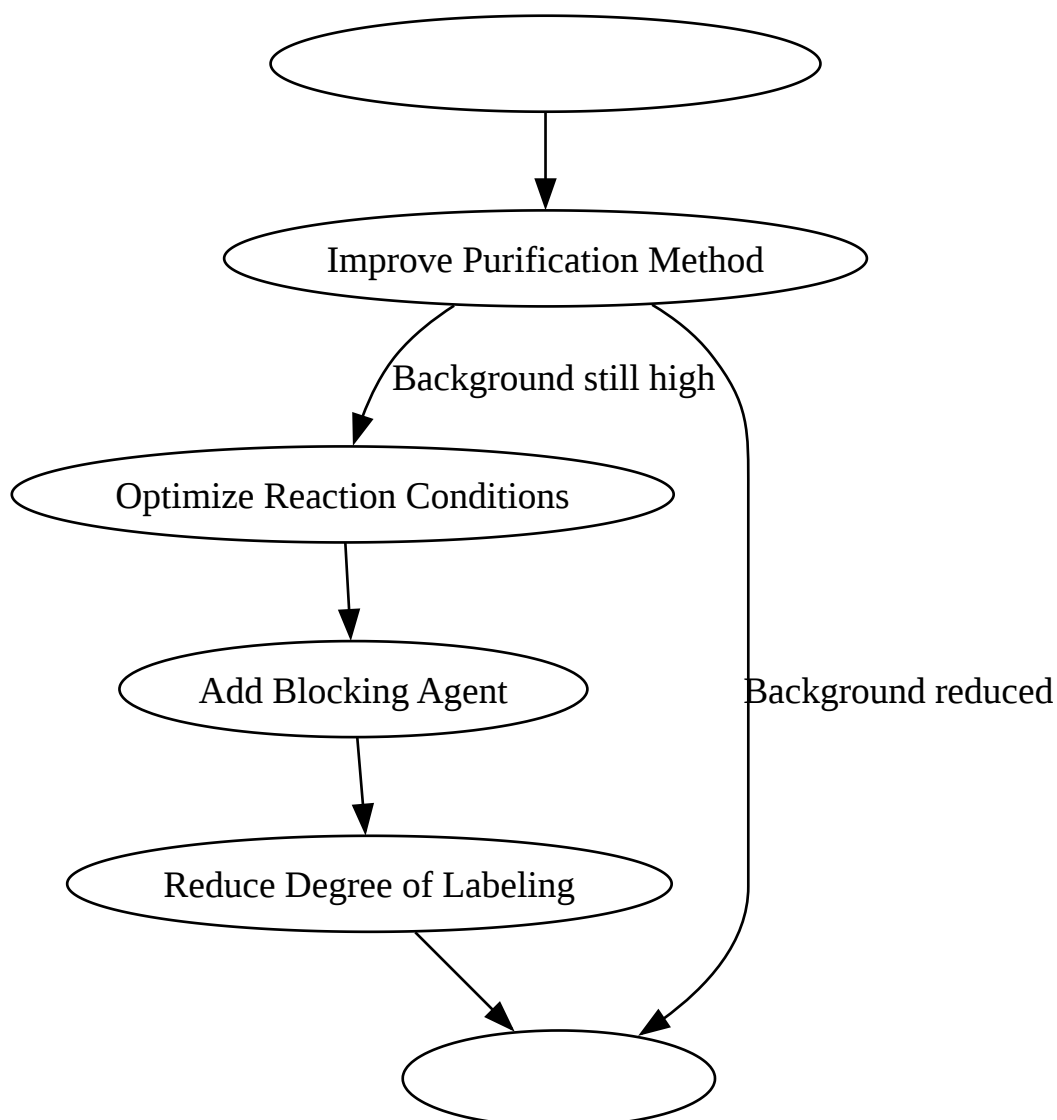 Improve Purification Method
Background still high
Optimize Reaction Conditions
Add Blocking Agent
Background reduced
Reduce Degree of Labeling